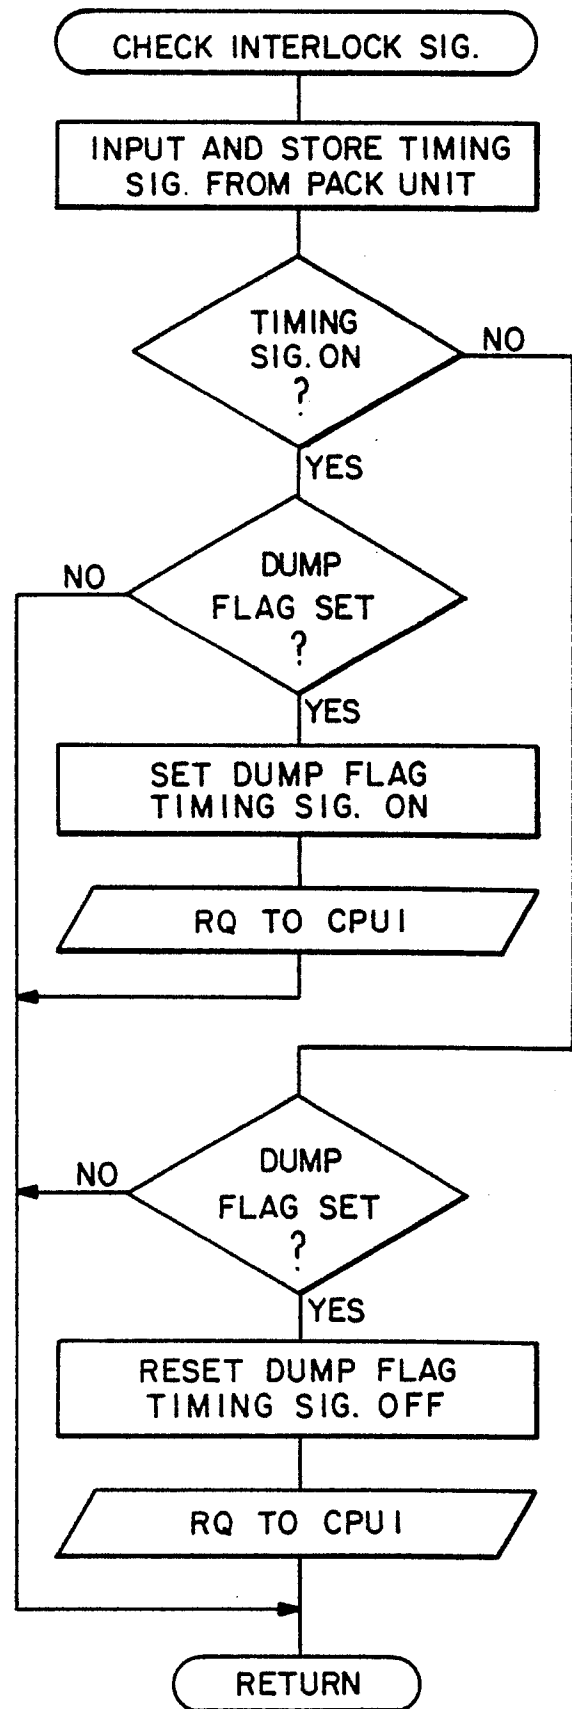 CHECK INTERLOCK SIG.
INPUT AND STORE TIMING
SIG. FROM PACK UNIT
TIMING
SIG. ON
?
NO
YES
DUMP
FLAG SET
?
NO
YES
SET DUMP FLAG
TIMING SIG. ON
RQ TO CPU1
DUMP
FLAG SET
?
NO
YES
RESET DUMP FLAG
TIMING SIG. OFF
RQ TO CPU1
RETURN